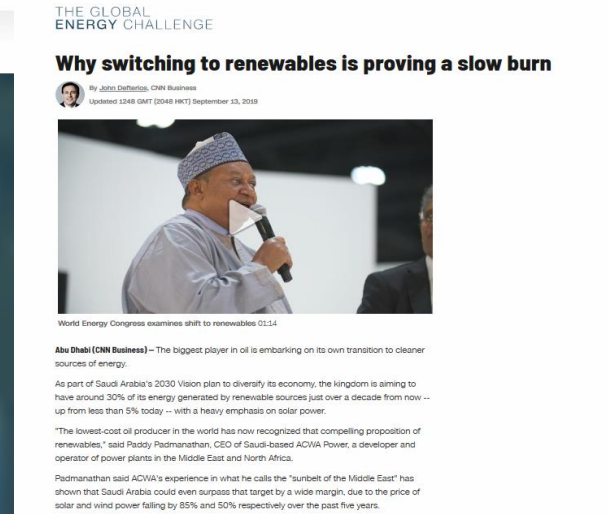 THE GLOBAL
ENERGY CHALLENGE
Why switching to renewables is proving a slow burn
By John Defterios, CNN Business
Updated 1248 GMT (2048 HKT) September 13, 2019
World Energy Congress examines shift to renewables 01:14
Abu Dhabi (CNN Business) — The biggest player in oil is embarking on its own transition to cleaner
sources of energy.
As part of Saudi Arabia's 2030 Vision plan to diversify its economy, the kingdom is aiming to
have around 30% of its energy generated by renewable sources just over a decade from now --
up from less than 5% today -- with a heavy emphasis on solar power.
"The lowest-cost oil producer in the world has now recognized that compelling proposition of
renewables," said Paddy Padmanathan, CEO of Saudi-based ACWA Power, a developer and
operator of power plants in the Middle East and North Africa.
Padmanathan said ACWA's experience in what he calls the "sunbelt of the Middle East" has
shown that Saudi Arabia could even surpass that target by a wide margin, due to the price of
solar and wind power falling by 85% and 50% respectively over the past five years.